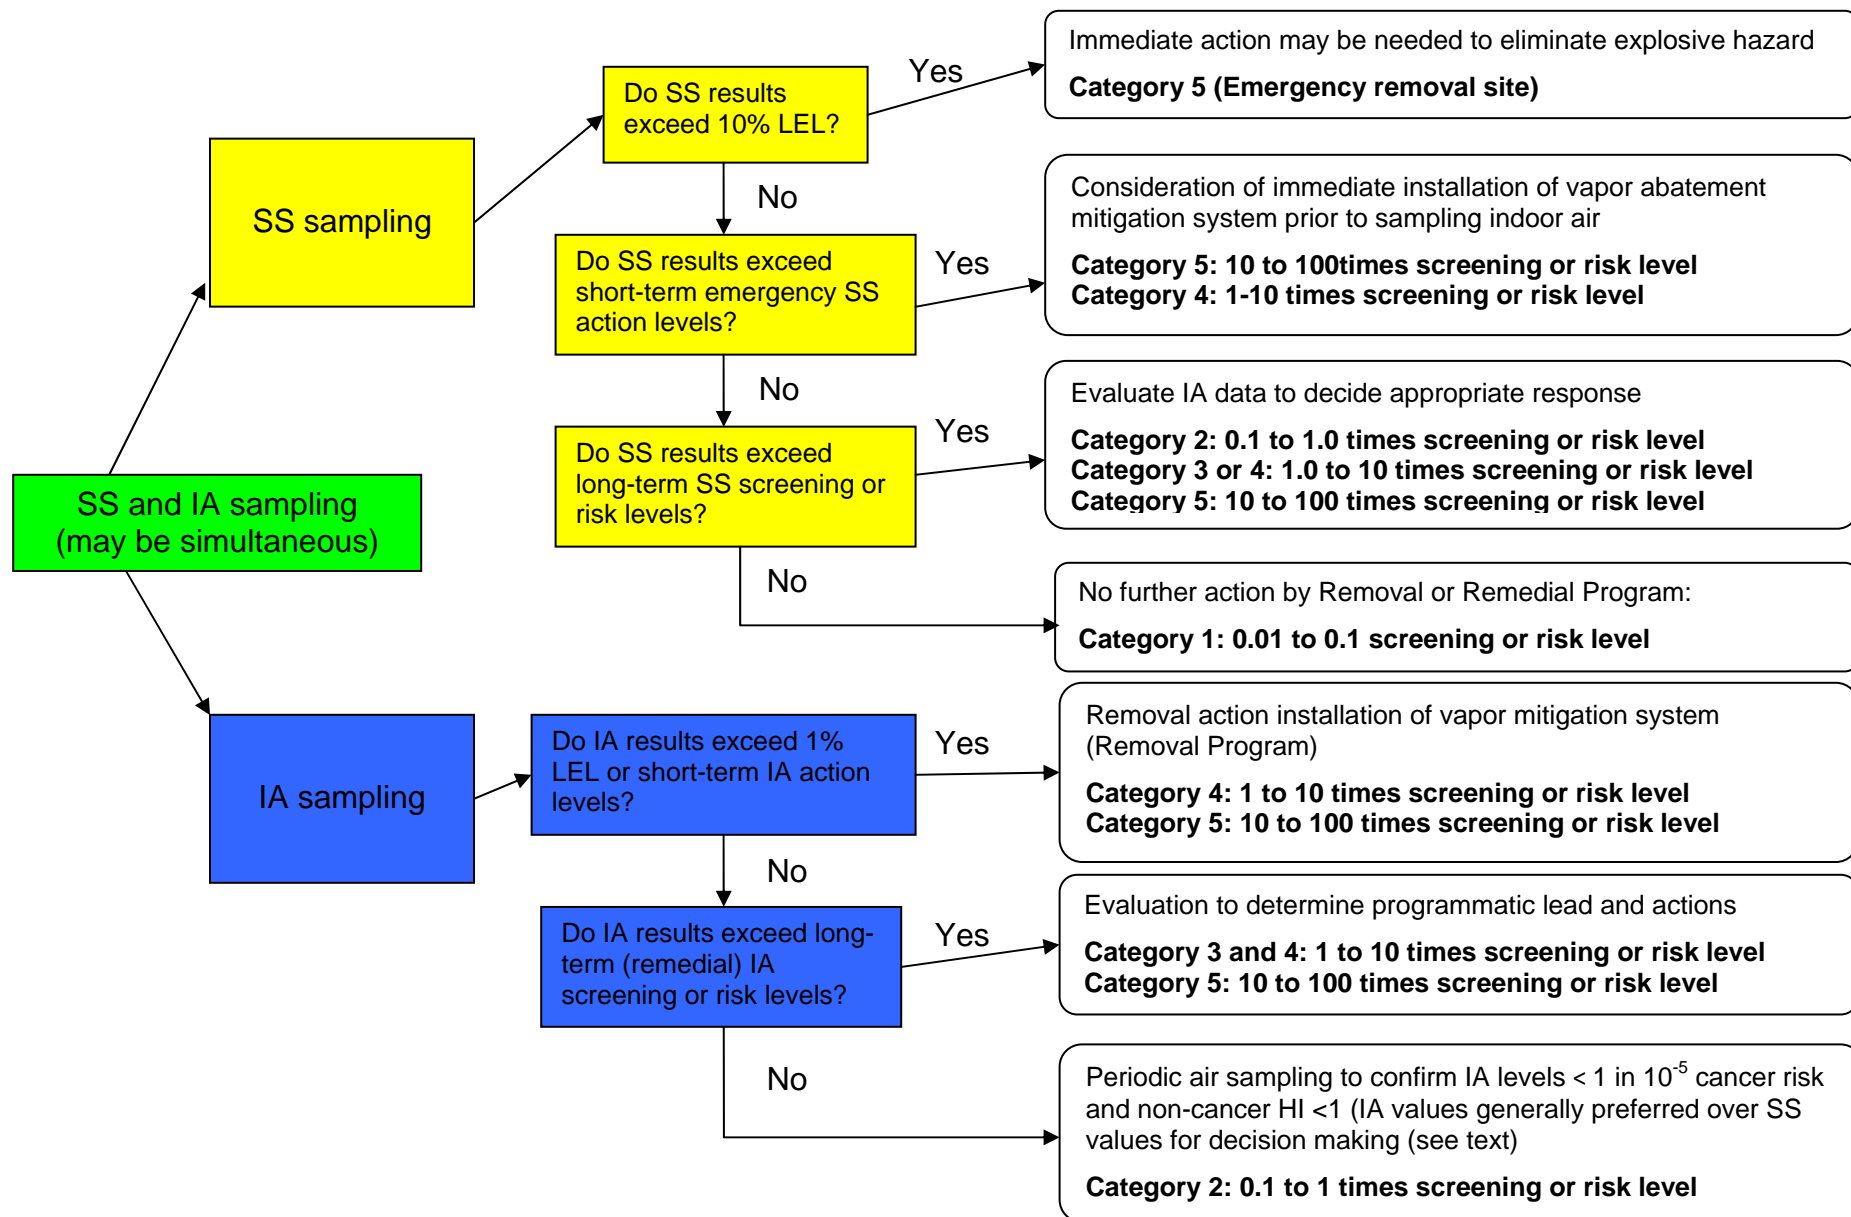 SS and IA sampling
(may be simultaneous)
SS sampling
Do SS results
exceed 10% LEL?
Yes
Immediate action may be needed to eliminate explosive hazard
Category 5 (Emergency removal site)
No
Do SS results exceed
short-term emergency SS
action levels?
Yes
Consideration of immediate installation of vapor abatement
mitigation system prior to sampling indoor air
Category 5: 10 to 100times screening or risk level
Category 4: 1-10 times screening or risk level
No
Do SS results exceed
long-term SS screening or
risk levels?
Yes
Evaluate IA data to decide appropriate response
Category 2: 0.1 to 1.0 times screening or risk level
Category 3 or 4: 1.0 to 10 times screening or risk level
Category 5: 10 to 100 times screening or risk level
No
No further action by Removal or Remedial Program:
Category 1: 0.01 to 0.1 screening or risk level
IA sampling
Do IA results exceed 1%
LEL or short-term IA action
levels?
Yes
Removal action installation of vapor mitigation system
(Removal Program)
Category 4: 1 to 10 times screening or risk level
Category 5: 10 to 100 times screening or risk level
No
Do IA results exceed long-
term (remedial) IA
screening or risk levels?
Yes
Evaluation to determine programmatic lead and actions
Category 3 and 4: 1 to 10 times screening or risk level
Category 5: 10 to 100 times screening or risk level
No
Periodic air sampling to confirm IA levels < 1 in 10⁻⁵ cancer risk
and non-cancer HI <1 (IA values generally preferred over SS
values for decision making (see text)
Category 2: 0.1 to 1 times screening or risk level